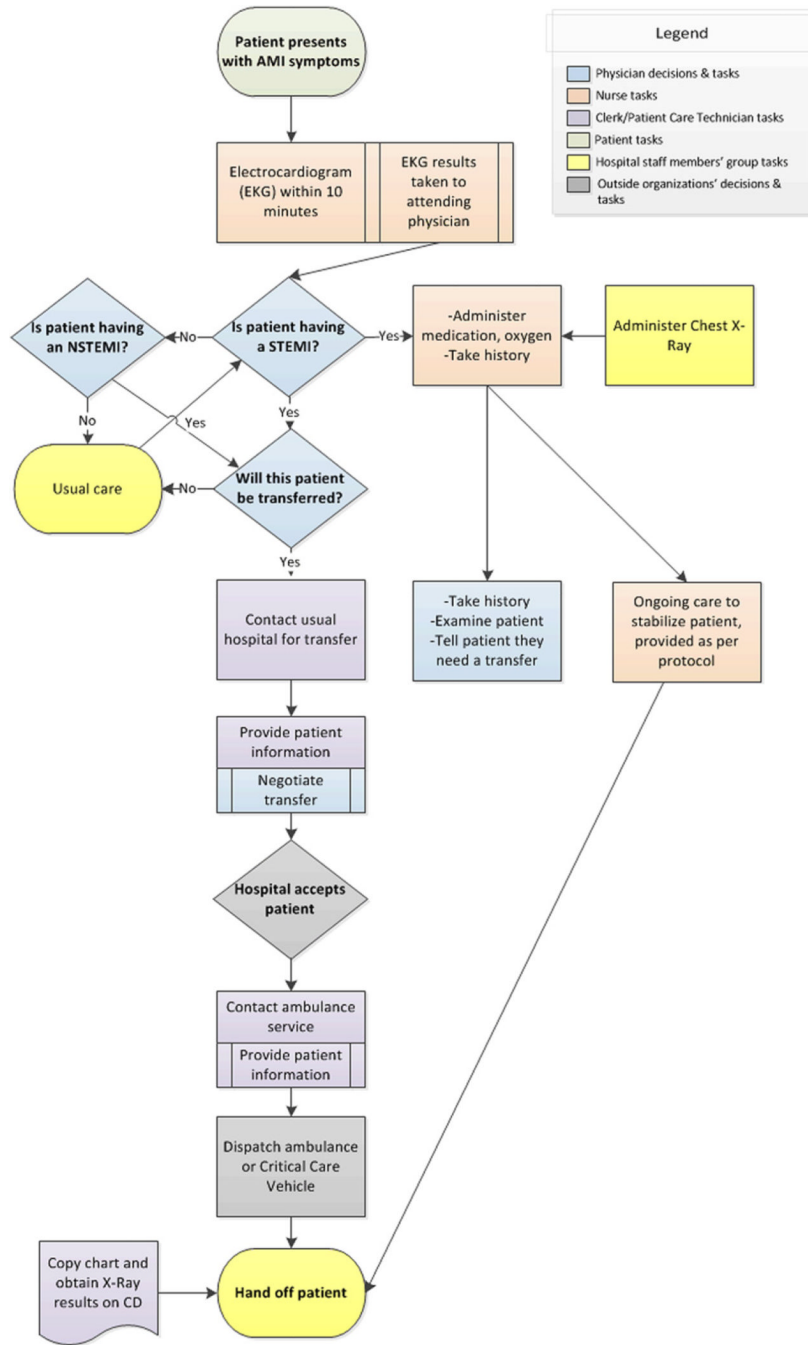 Patient presents
with AMI symptoms
Legend
Physician decisions & tasks
Nurse tasks
Clerk/Patient Care Technician tasks
Patient tasks
Hospital staff members' group tasks
Outside organizations' decisions &
tasks
Electrocardiogram
(EKG) within 10
minutes
EKG results
taken to
attending
physician
Is patient having
an NSTEMI?
No
Is patient having
a STEMI?
Yes
-Administer
medication, oxygen
-Take history
Administer Chest X-
Ray
No
Yes
Yes
Usual care
No
Will this patient
be transferred?
Yes
Contact usual
hospital for transfer
-Take history
-Examine patient
-Tell patient they
need a transfer
Ongoing care to
stabilize patient,
provided as per
protocol
Provide patient
information
Negotiate
transfer
Hospital accepts
patient
Contact ambulance
service
Provide patient
information
Dispatch ambulance
or Critical Care
Vehicle
Copy chart and
obtain X-Ray
results on CD
Hand off patient